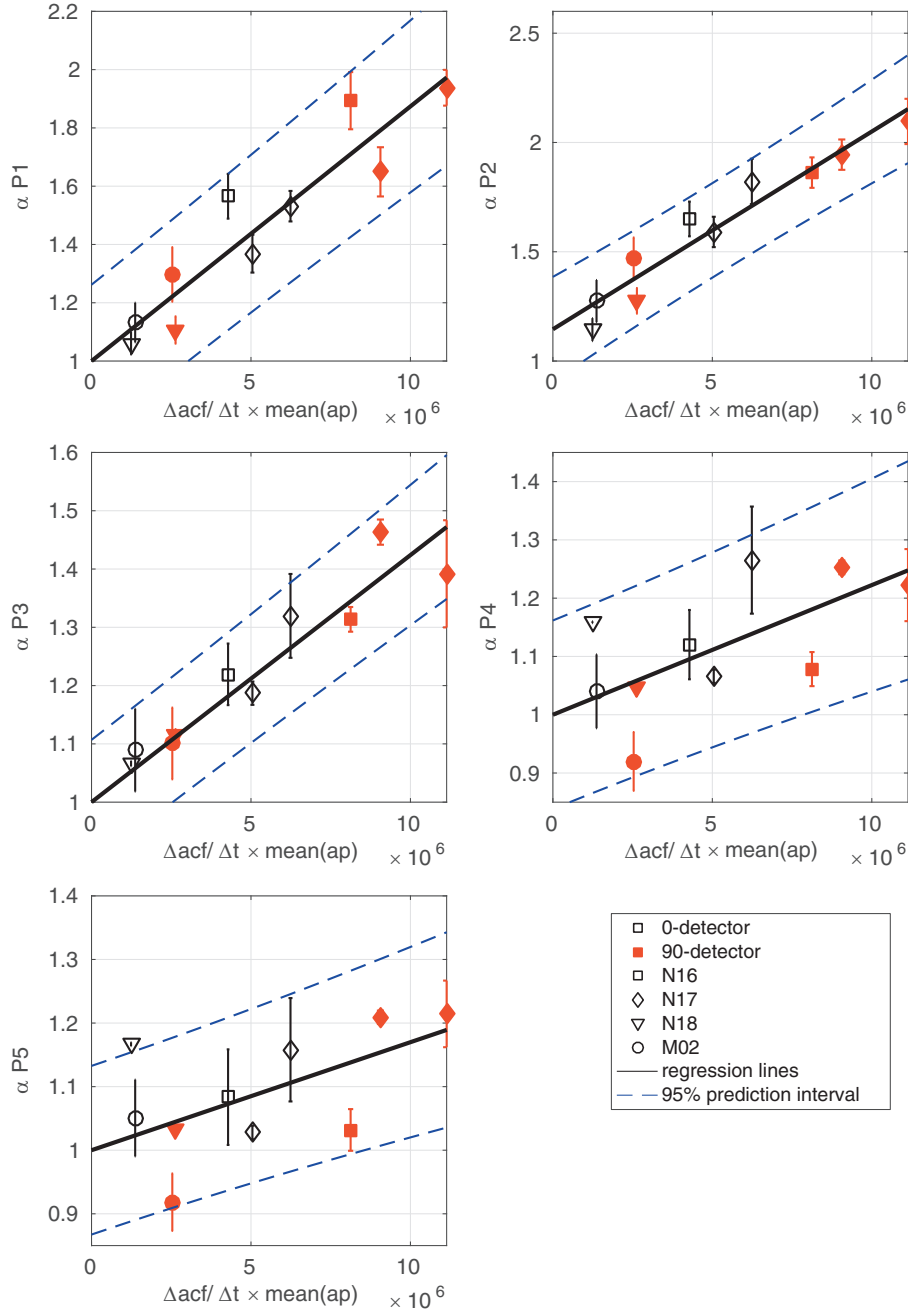 2.2
2
1.8
1.6
1.4
1.2
1
α P1
0 5 10
Δacf/ Δt × mean(ap)
× 10 6
2.5
2
1.5
1
α P2
0 5 10
Δacf/ Δt × mean(ap)
× 10 6
1.6
1.5
1.4
1.3
1.2
1.1
1
α P3
0 5 10
Δacf/ Δt × mean(ap)
× 10 6
1.4
1.3
1.2
1.1
1
0.9
α P4
0 5 10
Δacf/ Δt × mean(ap)
× 10 6
1.4
1.3
1.2
1.1
1
0.9
α P5
0 5 10
Δacf/ Δt × mean(ap)
× 10 6
0-detector
90-detector
N16
N17
N18
M02
regression lines
95% prediction interval